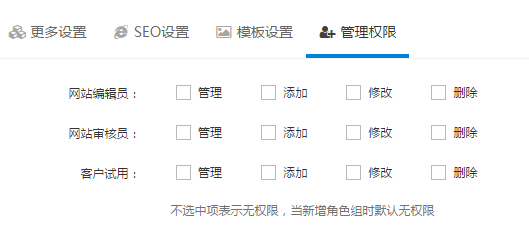 更多设置 SEO设置 模板设置 管理权限
网站编辑员： 管理 添加 修改 删除
网站审核员： 管理 添加 修改 删除
客户试用： 管理 添加 修改 删除
不选中项表示无权限，当新增角色组时默认无权限